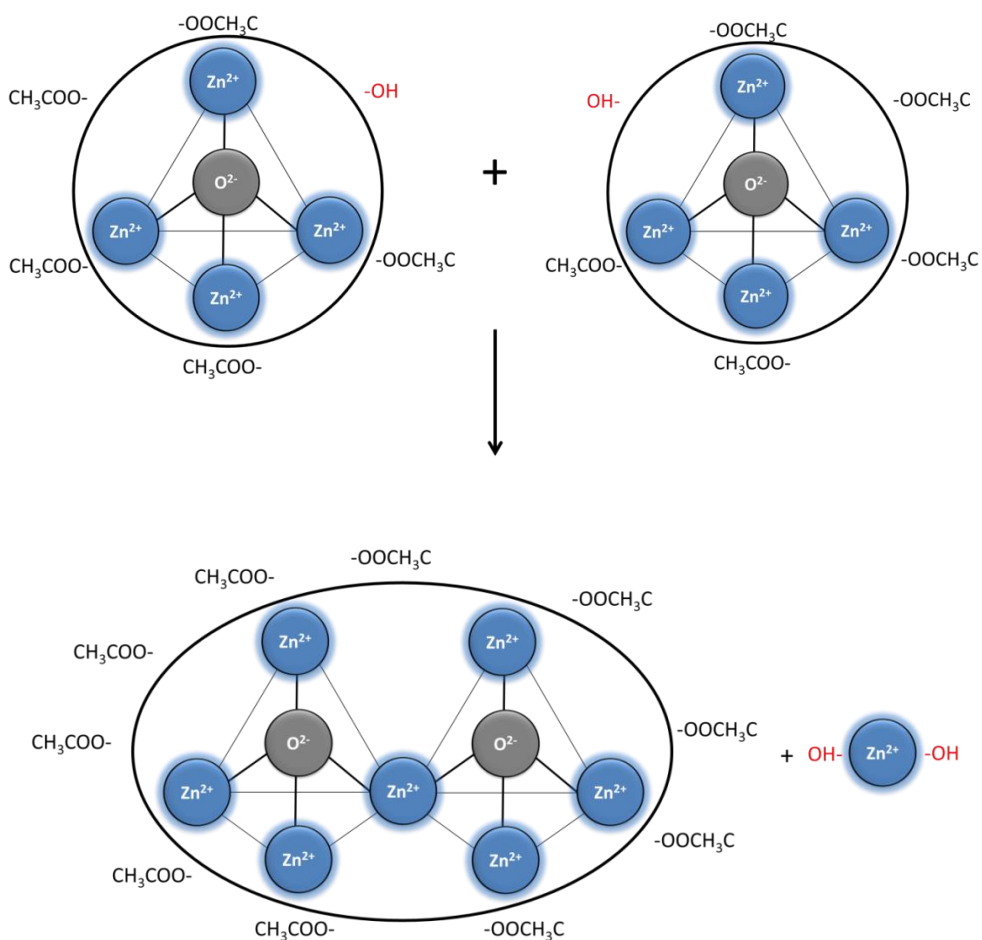 -OOCH₃C
Zn²⁺
CH₃COO-
-OH
O²⁻
Zn²⁺
Zn²⁺
CH₃COO-
-OOCH₃C
Zn²⁺
CH₃COO-
+
-OOCH₃C
Zn²⁺
OH-
-OOCH₃C
O²⁻
Zn²⁺
Zn²⁺
CH₃COO-
-OOCH₃C
Zn²⁺
CH₃COO-
-OOCH₃C
CH₃COO-
-OOCH₃C
Zn²⁺
Zn²⁺
CH₃COO-
-OOCH₃C
CH₃COO-
O²⁻
O²⁻
Zn²⁺
Zn²⁺
Zn²⁺
-OOCH₃C
Zn²⁺
Zn²⁺
CH₃COO-
CH₃COO-
-OOCH₃C
+ OH- Zn²⁺ -OH